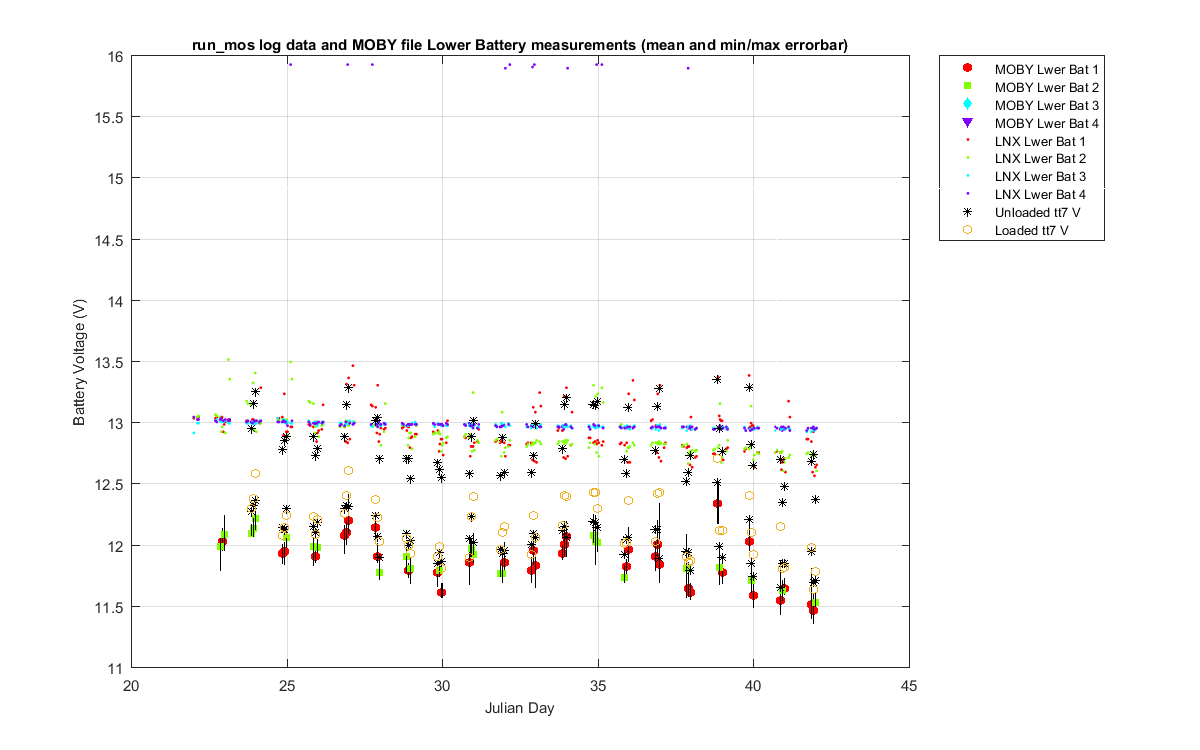 run_mos log data and MOBY file Lower Battery measurements (mean and min/max errorbar)
16
15.5
15
14.5
14
13.5
13
12.5
12
11.5
11
Battery Voltage (V)
20
25
30
35
40
45
Julian Day
MOBY Lwer Bat 1
MOBY Lwer Bat 2
MOBY Lwer Bat 3
MOBY Lwer Bat 4
LNX Lwer Bat 1
LNX Lwer Bat 2
LNX Lwer Bat 3
LNX Lwer Bat 4
Unloaded tt7 V
Loaded tt7 V